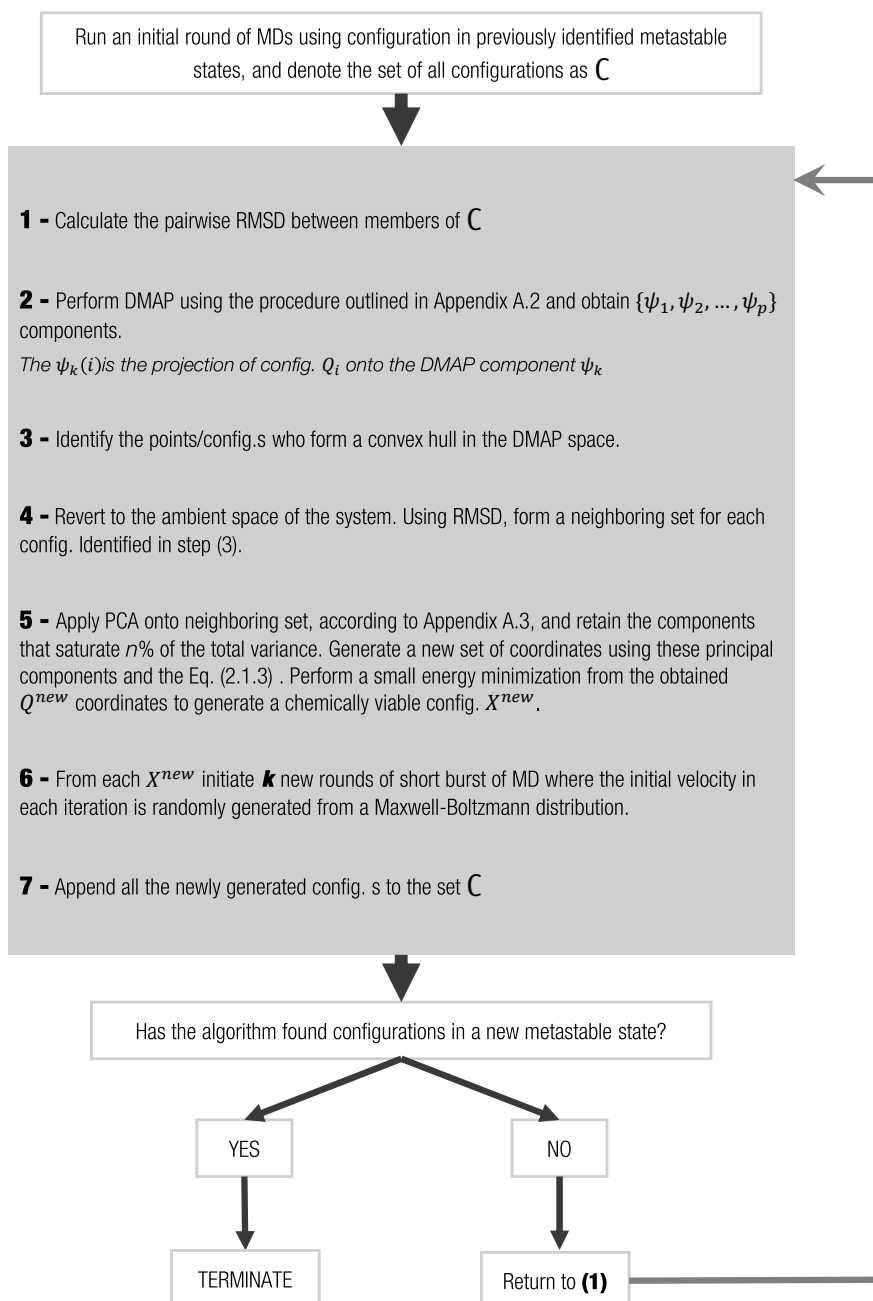 Run an initial round of MDs using configuration in previously identified metastable
states, and denote the set of all configurations as C
1 - Calculate the pairwise RMSD between members of C
2 - Perform DMAP using the procedure outlined in Appendix A.2 and obtain {ψ₁, ψ₂, …, ψₚ}
components.
The ψₖ(i)is the projection of config. Qᵢ onto the DMAP component ψₖ
3 - Identify the points/config.s who form a convex hull in the DMAP space.
4 - Revert to the ambient space of the system. Using RMSD, form a neighboring set for each
config. Identified in step (3).
5 - Apply PCA onto neighboring set, according to Appendix A.3, and retain the components
that saturate n% of the total variance. Generate a new set of coordinates using these principal
components and the Eq. (2.1.3) . Perform a small energy minimization from the obtained
Qⁿᵉʷ coordinates to generate a chemically viable config. Xⁿᵉʷ.
6 - From each Xⁿᵉʷ initiate k new rounds of short burst of MD where the initial velocity in
each iteration is randomly generated from a Maxwell-Boltzmann distribution.
7 - Append all the newly generated config. s to the set C
Has the algorithm found configurations in a new metastable state?
YES
NO
TERMINATE
Return to (1)